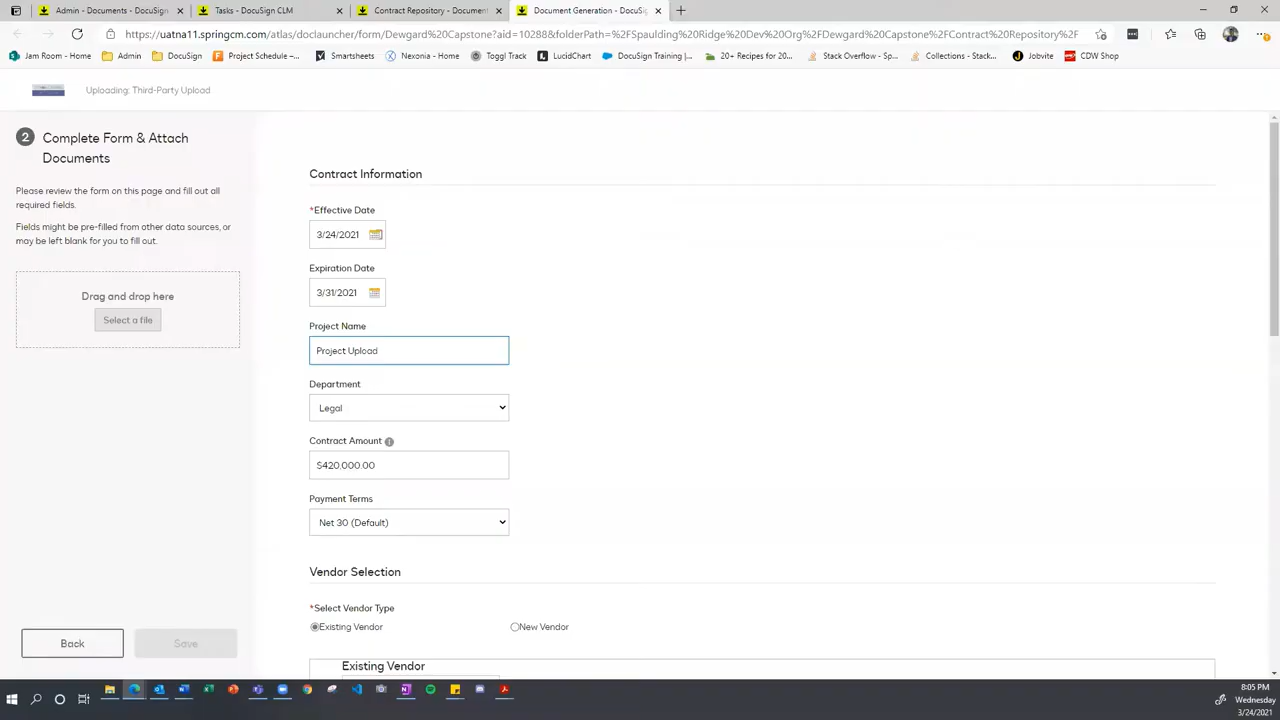 Admin - Documents - DocuSign
Tasks - DocuSign CLM
Contract Repository - Document
Document Generation - DocuSi
https://uatna11.springcm.com/atlas/doclauncher/form/Dewgard%20Capstone?aid=10288&folderPath=%2FSpaulding%20Ridge%20Dev%20Org%2FDewgard%20Capstone%2FContract%20Repository%2F
Jam Room - Home
Admin
DocuSign
Project Schedule –...
Smartsheets
Nexonia - Home
Toggl Track
LucidChart
DocuSign Training |...
20+ Recipes for 20...
Stack Overflow - Sp...
Collections - Stack...
Jobvite
CDW Shop
Uploading: Third-Party Upload
2 Complete Form & Attach
Documents
Please review the form on this page and fill out all
required fields.
Fields might be pre-filled from other data sources, or
may be left blank for you to fill out.
Drag and drop here
Select a file
Back
Save
Contract Information
*Effective Date
3/24/2021
Expiration Date
3/31/2021
Project Name
Project Upload
Department
Legal
Contract Amount
$420,000.00
Payment Terms
Net 30 (Default)
Vendor Selection
*Select Vendor Type
Existing Vendor
New Vendor
Existing Vendor
8:05 PM
Wednesday
3/24/2021